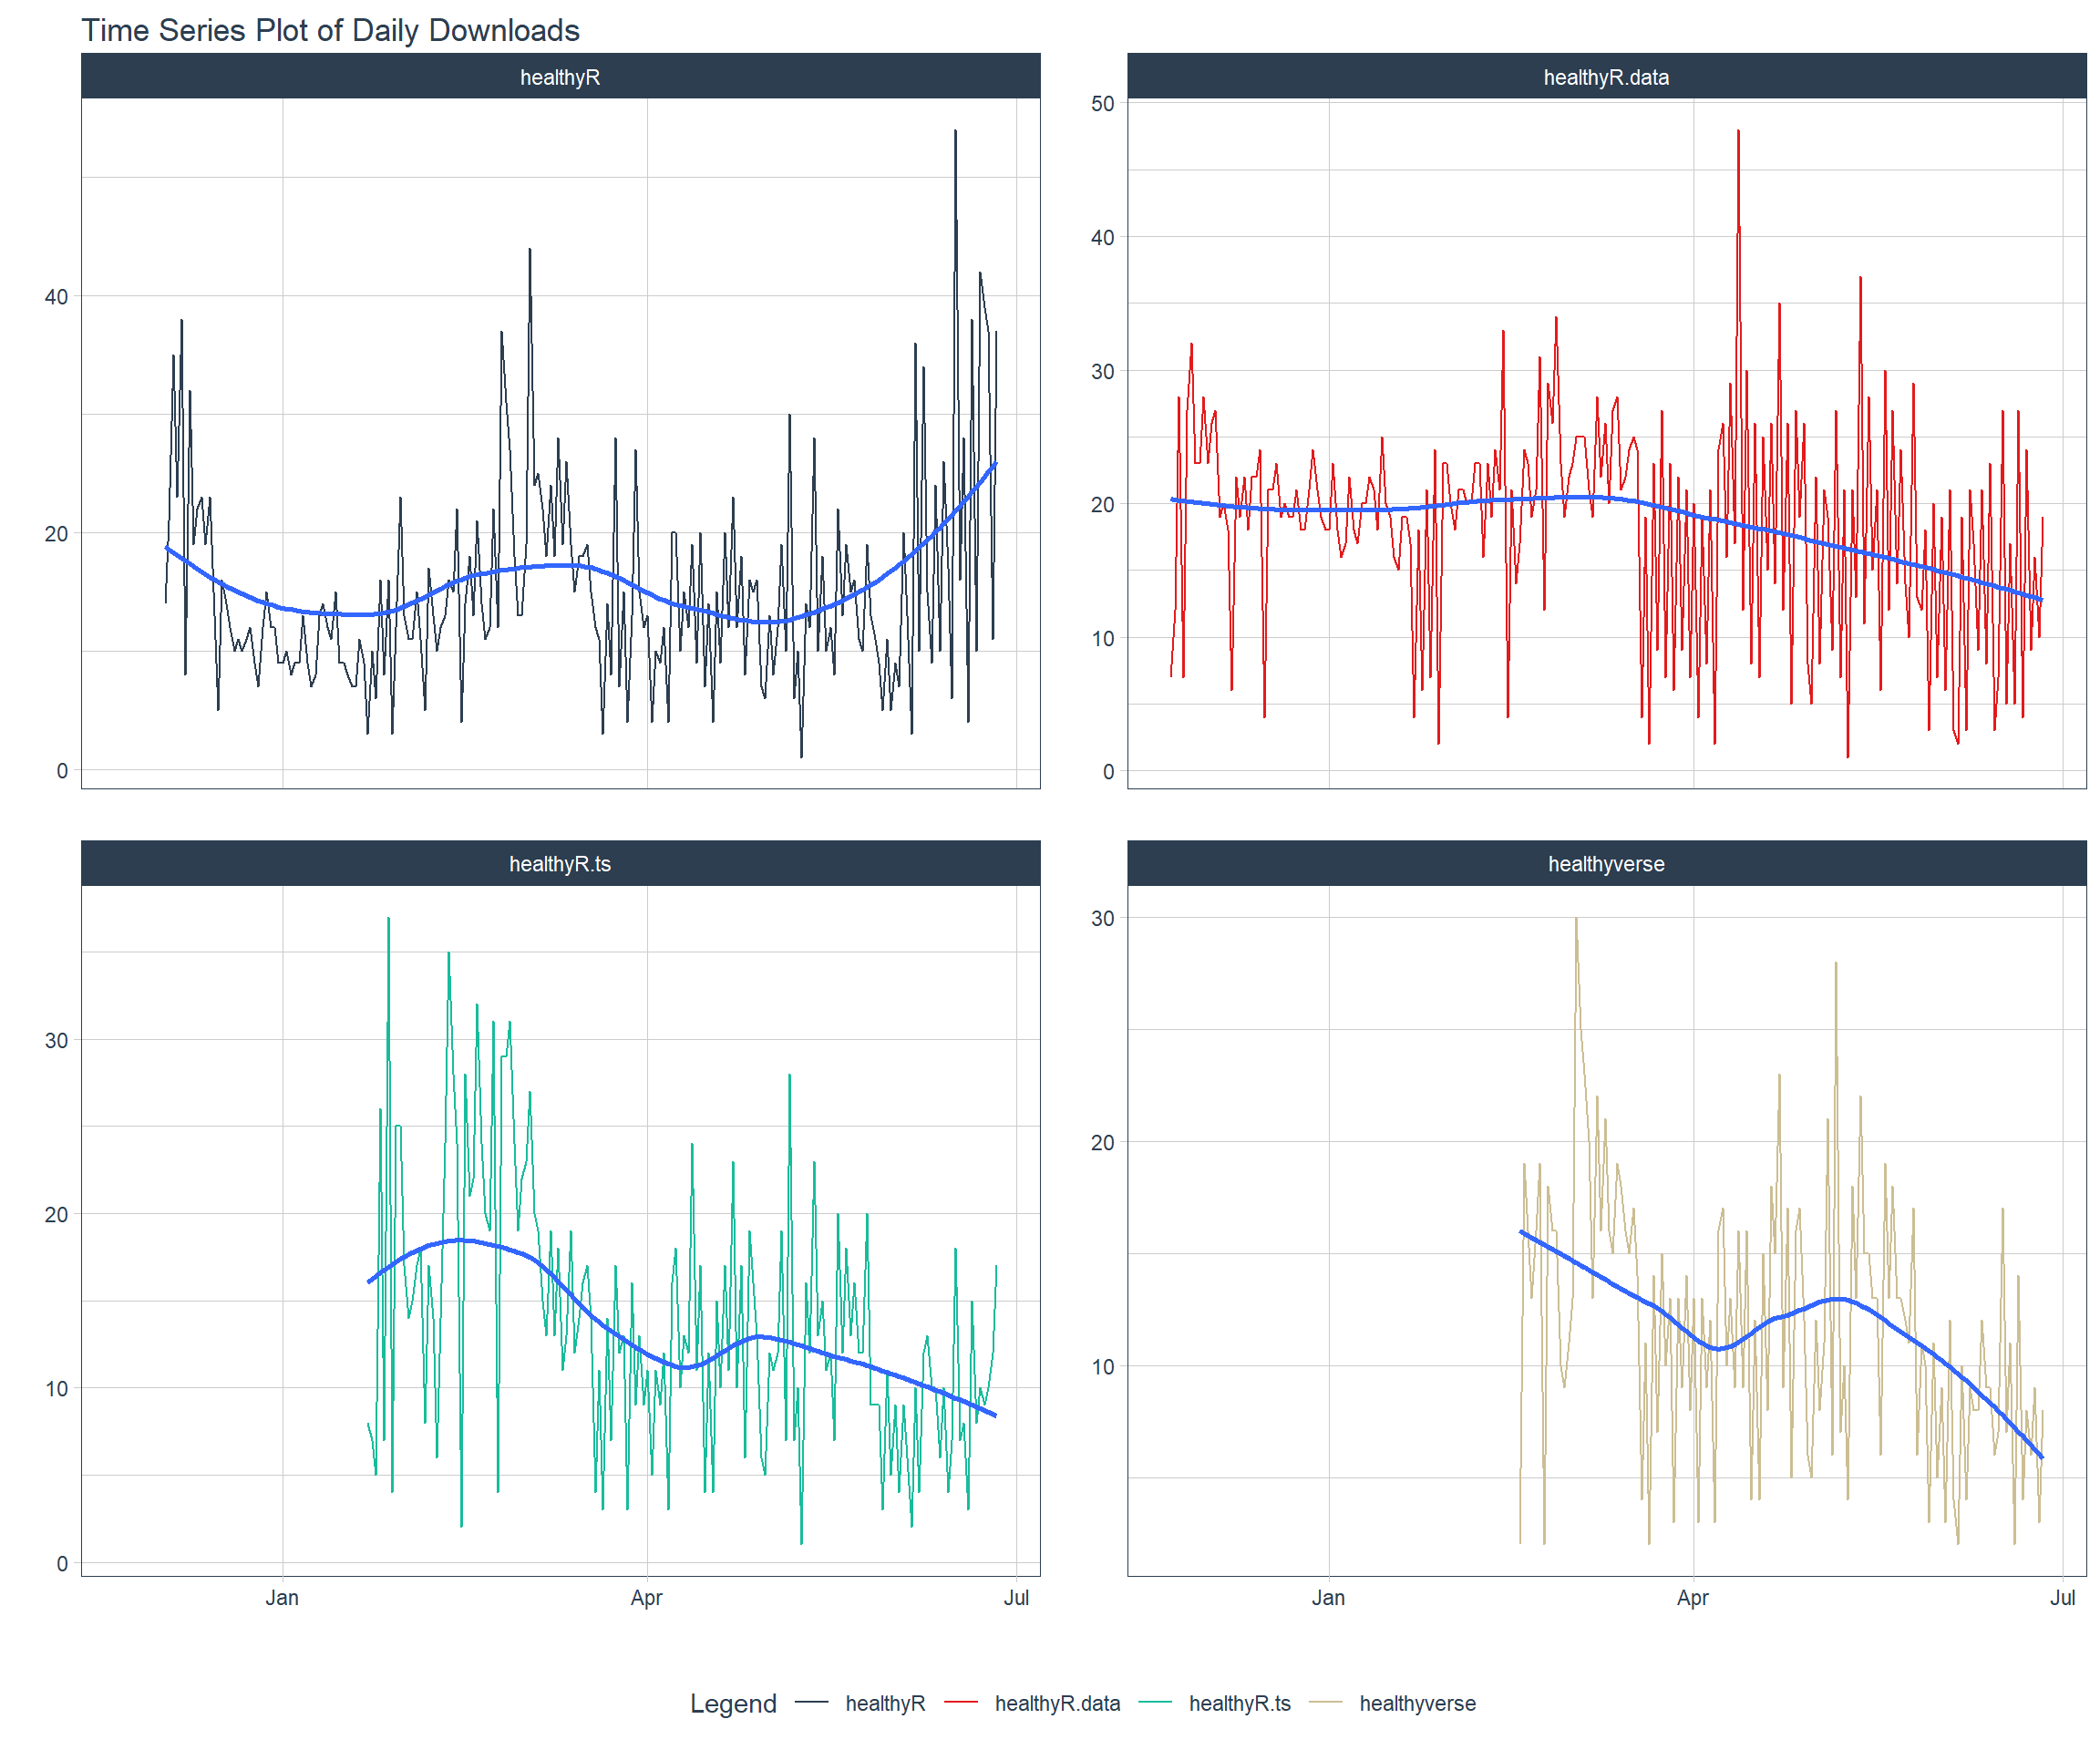 Time Series Plot of Daily Downloads
healthyR
healthyR.data
40
20
0
50
40
30
20
10
0
healthyR.ts
healthyverse
30
20
10
0
30
20
10
Jan Apr Jul
Jan Apr Jul
Legend healthyR healthyR.data healthyR.ts healthyverse